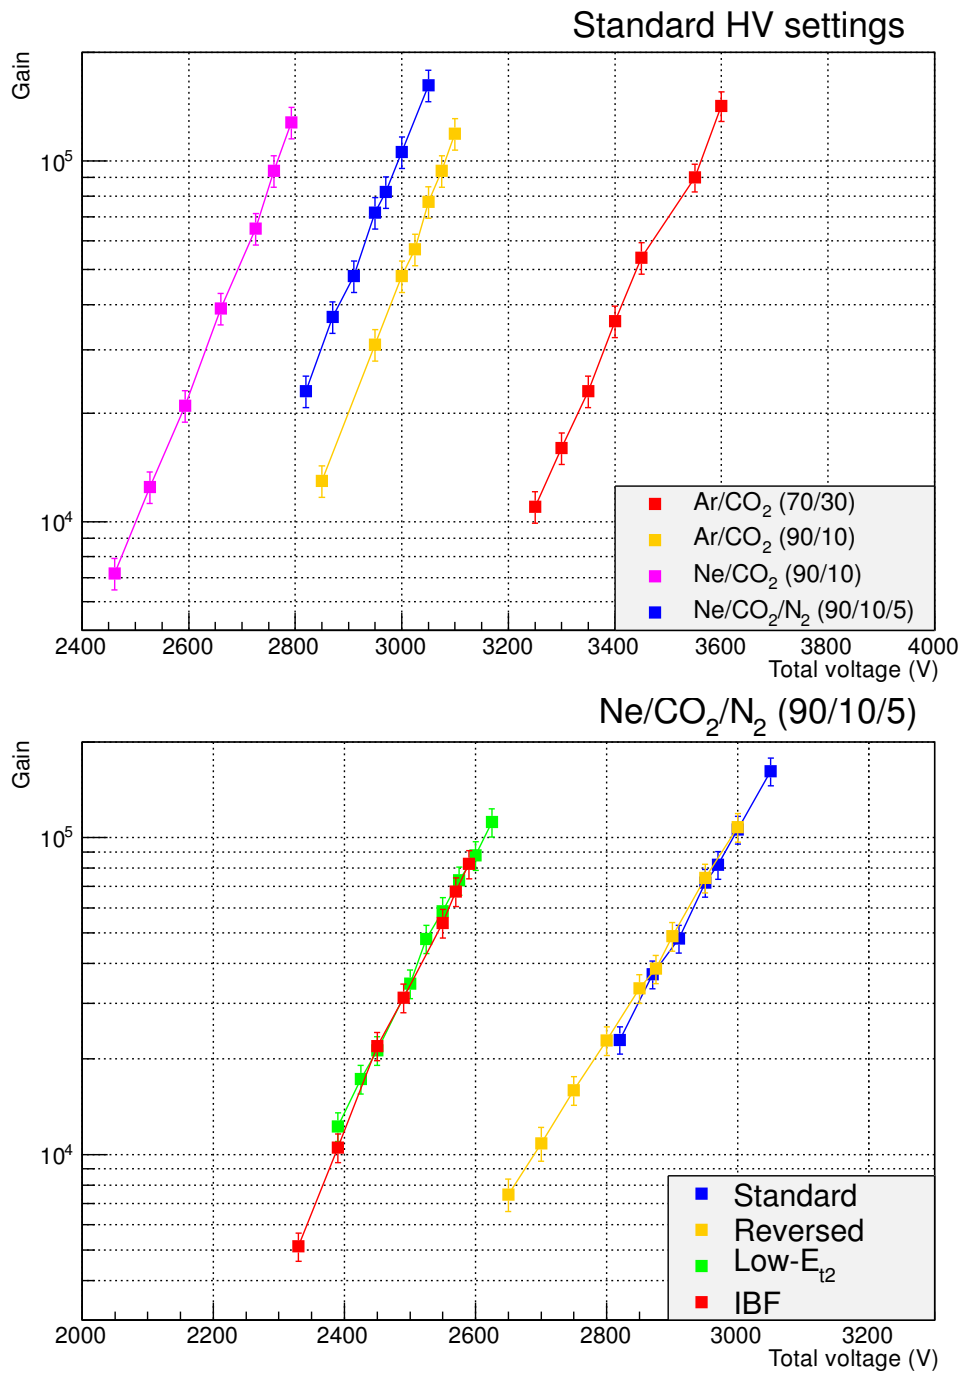 Standard HV settings
Gain
10^5
10^4
Ar/CO₂ (70/30)
Ar/CO₂ (90/10)
Ne/CO₂ (90/10)
Ne/CO₂/N₂ (90/10/5)
2400 2600 2800 3000 3200 3400 3600 3800 4000
Total voltage (V)
Ne/CO₂/N₂ (90/10/5)
Gain
10^5
10^4
Standard
Reversed
Low-E_t2
IBF
2000 2200 2400 2600 2800 3000 3200
Total voltage (V)